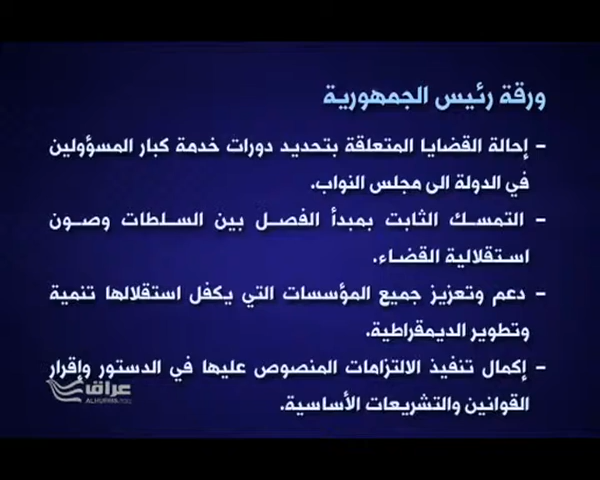 ورقة رئيس الجمهورية
- إحالة القضايا المتعلقة بتحديد دورات خدمة كبار المسؤولين
في الدولة الى مجلس النواب.
- التمسك الثابت بمبدأ الفصل بين السلطات وصون
استقلالية القضاء.
- دعم وتعزيز جميع المؤسسات التي يكفل استقلالها تنمية
وتطوير الديمقراطية.
- إكمال تنفيذ الالتزامات المنصوص عليها في الدستور وإقرار
القوانين والتشريعات الأساسية.
عراق